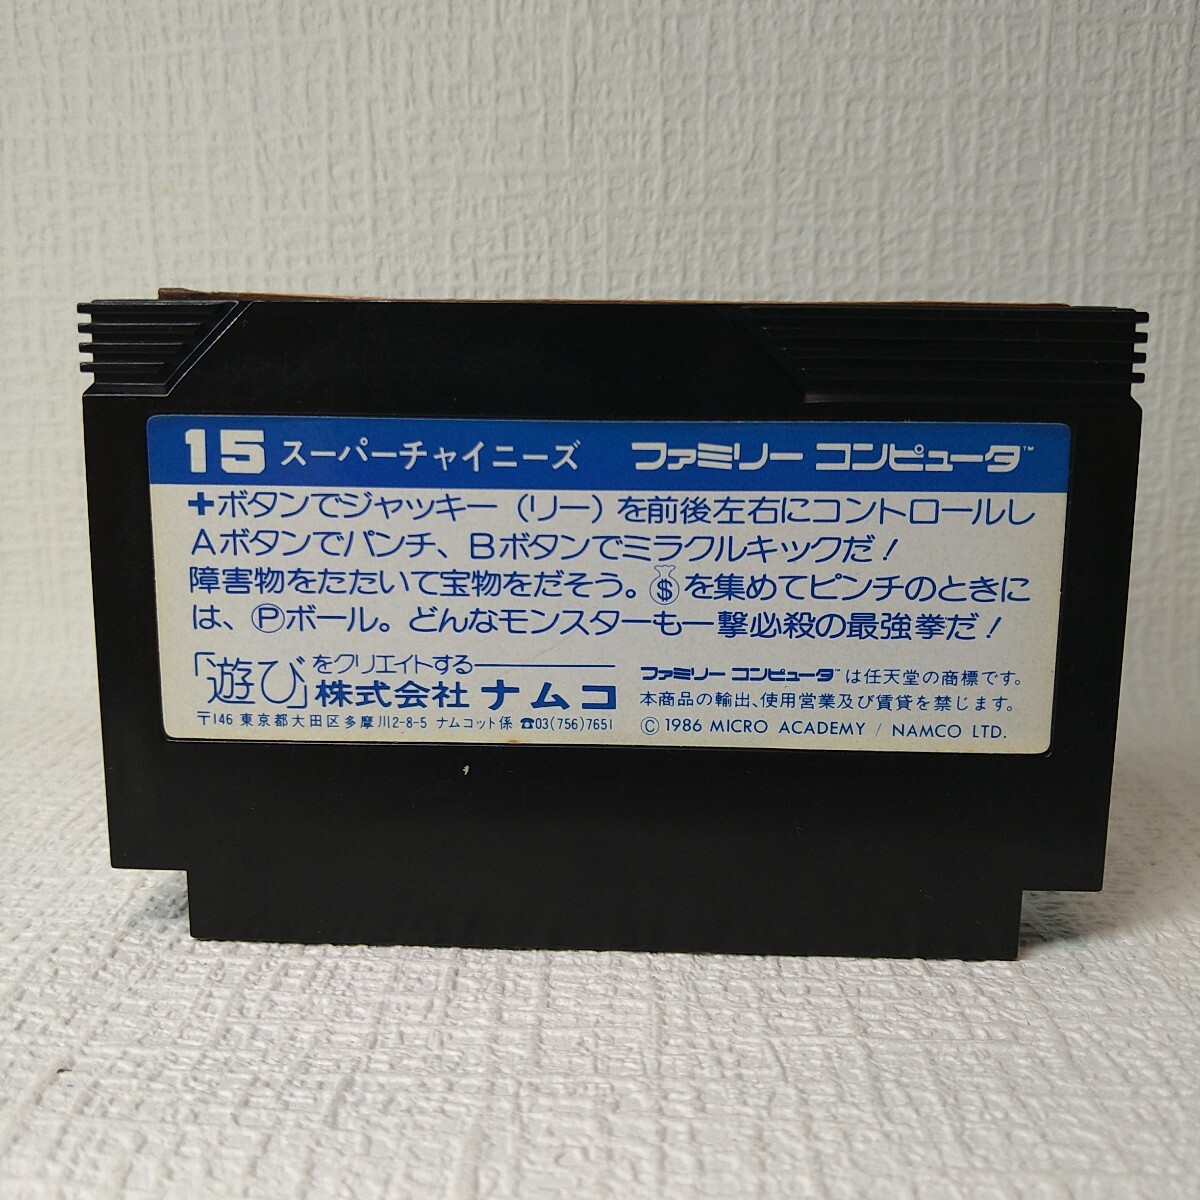 15 スーパーチャイニーズ ファミリー コンピュータ™
✚ボタンでジャッキー(リー)を前後左右にコントロールし
Aボタンでパンチ、Bボタンでミラクルキックだ!
障害物をたたいて宝物をだそう。$を集めてピンチのときに
は、Ⓟボール。どんなモンスターも一撃必殺の最強拳だ!
「遊び」をクリエイトする
株式会社 ナムコ
〒146 東京都大田区多摩川2-8-5 ナムコット係 ☎03(756)7651
ファミリー コンピュータ™は任天堂の商標です。
本商品の輸出、使用営業及び賃貸を禁じます。
© 1986 MICRO ACADEMY / NAMCO LTD.